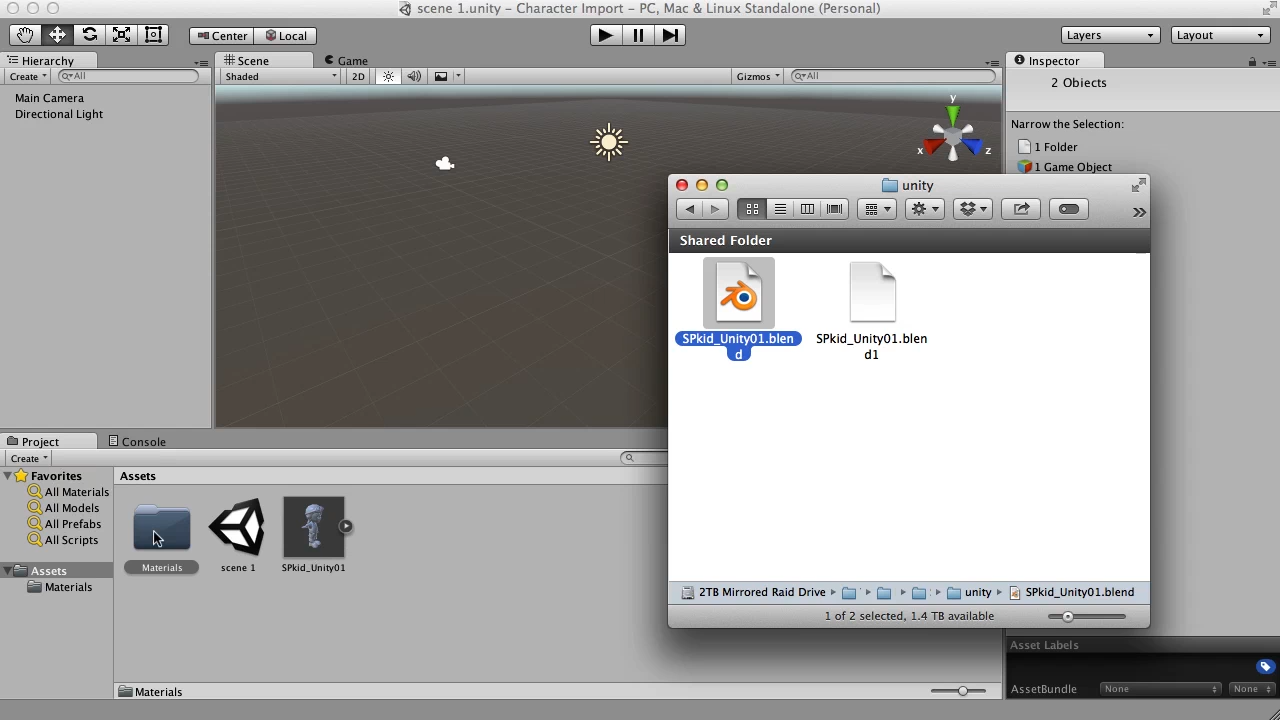 scene 1.unity – Character Import – PC, Mac & Linux Standalone (Personal)
Center Local Layers Layout
Hierarchy Scene Game Inspector
Create All Shaded 2D Gizmos All 2 Objects
Main Camera
Directional Light
y
x z
Narrow the Selection:
1 Folder
1 Game Object
unity
Shared Folder
SPkid_Unity01.blen
d
SPkid_Unity01.blen
d1
2TB Mirrored Raid Drive unity SPkid_Unity01.blend
1 of 2 selected, 1.4 TB available
Project Console
Create
Favorites
All Materials
All Models
All Prefabs
All Scripts
Assets
Materials
Assets
Materials scene 1 SPkid_Unity01
Materials
Asset Labels
AssetBundle None None